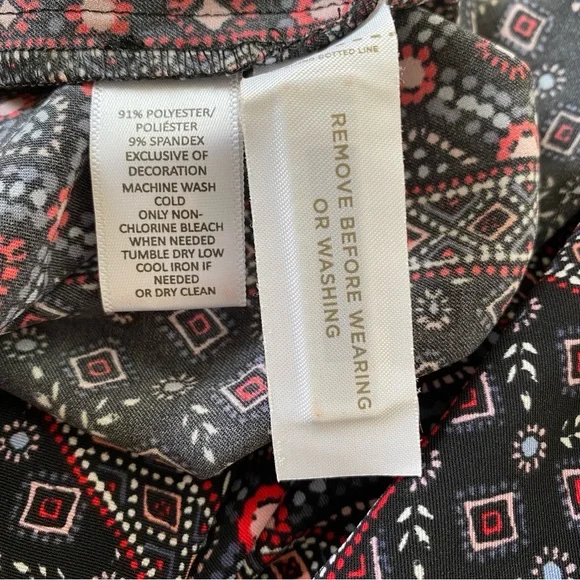 91% POLYESTER/
POLIÉSTER
9% SPANDEX
EXCLUSIVE OF
DECORATION
MACHINE WASH
COLD
ONLY NON-
CHLORINE BLEACH
WHEN NEEDED
TUMBLE DRY LOW
COOL IRON IF
NEEDED
OR DRY CLEAN
DOTTED LINE
REMOVE BEFORE WEARING
OR WASHING